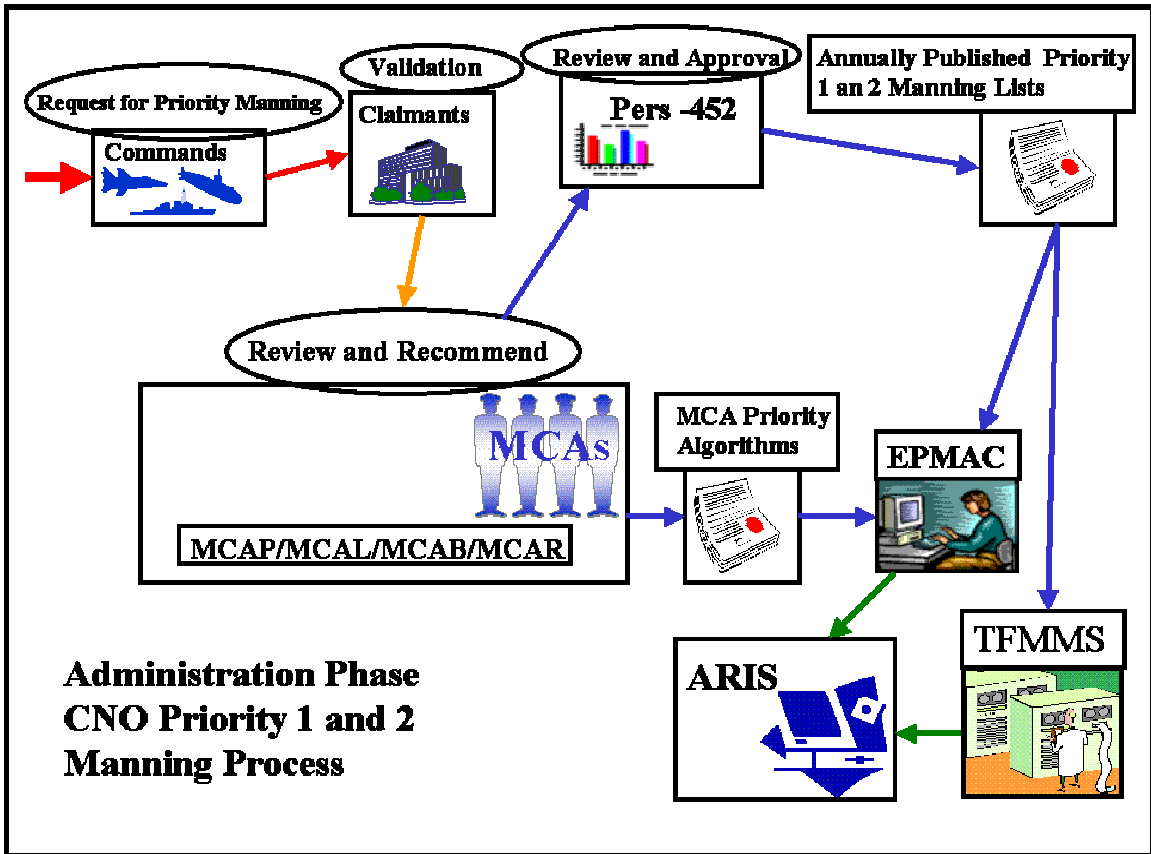 Request for Priority Manning
Commands
Validation
Claimants
Review and Approval
Pers -452
Annually Published Priority
1 an 2 Manning Lists
Review and Recommend
MCAs
MCAP/MCAL/MCAB/MCAR
MCA Priority
Algorithms
EPMAC
TFMMS
ARIS
Administration Phase
CNO Priority 1 and 2
Manning Process